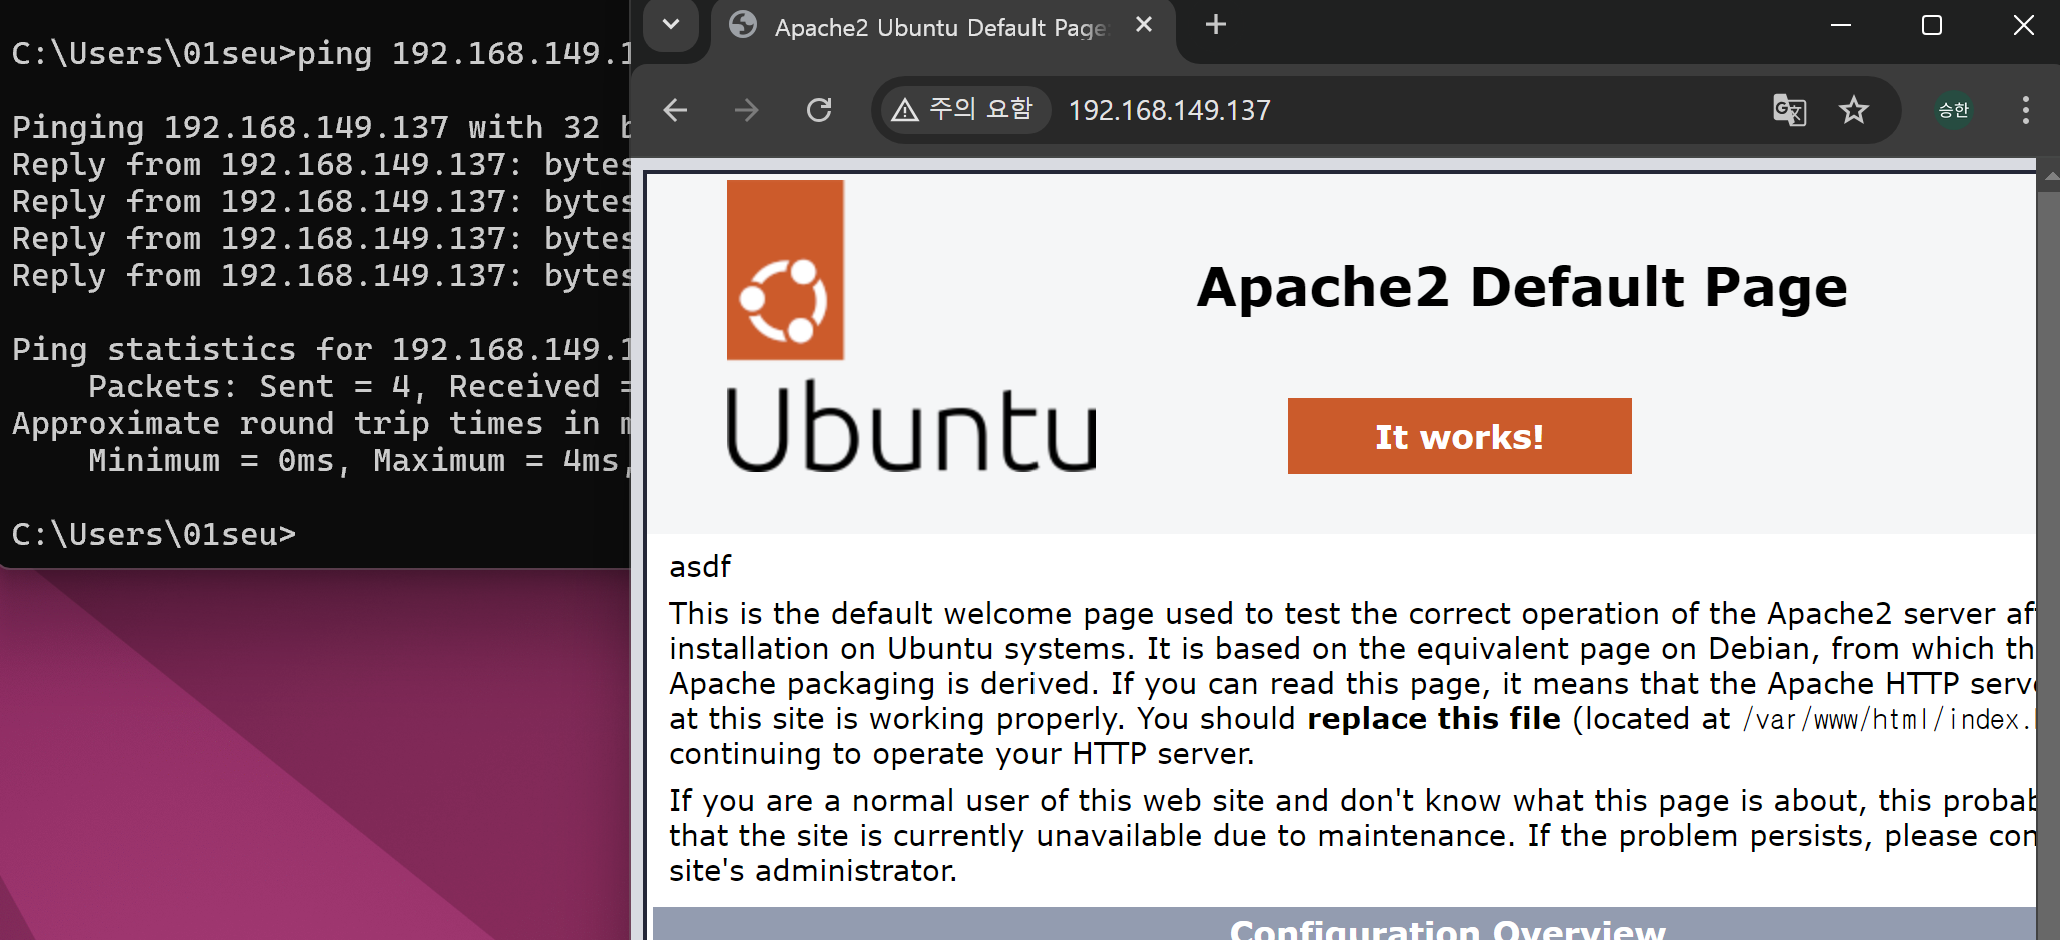 C:\Users\01seu>ping 192.168.149.1
Pinging 192.168.149.137 with 32 b
Reply from 192.168.149.137: bytes
Reply from 192.168.149.137: bytes
Reply from 192.168.149.137: bytes
Reply from 192.168.149.137: bytes
Ping statistics for 192.168.149.1
Packets: Sent = 4, Received =
Approximate round trip times in m
Minimum = 0ms, Maximum = 4ms,
C:\Users\01seu>
Apache2 Ubuntu Default Page:
주의 요함 192.168.149.137
승한
Apache2 Default Page
Ubuntu
It works!
asdf
This is the default welcome page used to test the correct operation of the Apache2 server af
installation on Ubuntu systems. It is based on the equivalent page on Debian, from which th
Apache packaging is derived. If you can read this page, it means that the Apache HTTP serv
at this site is working properly. You should replace this file (located at /var/www/html/index.
continuing to operate your HTTP server.
If you are a normal user of this web site and don't know what this page is about, this probab
that the site is currently unavailable due to maintenance. If the problem persists, please con
site's administrator.
Configuration Overview